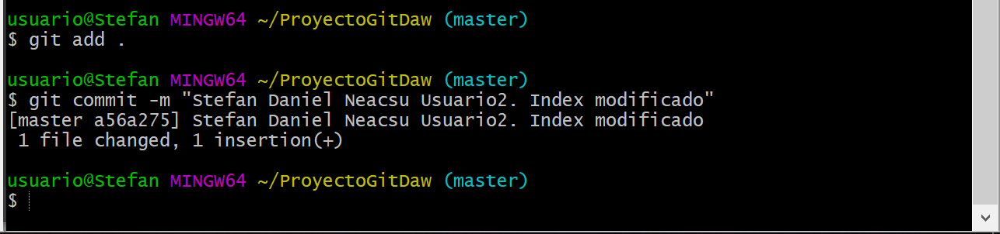 usuario@Stefan MINGW64 ~/ProyectoGitDaw (master)
$ git add .
usuario@Stefan MINGW64 ~/ProyectoGitDaw (master)
$ git commit -m "Stefan Daniel Neacsu Usuario2. Index modificado"
[master a56a275] Stefan Daniel Neacsu Usuario2. Index modificado
 1 file changed, 1 insertion(+)
usuario@Stefan MINGW64 ~/ProyectoGitDaw (master)
$